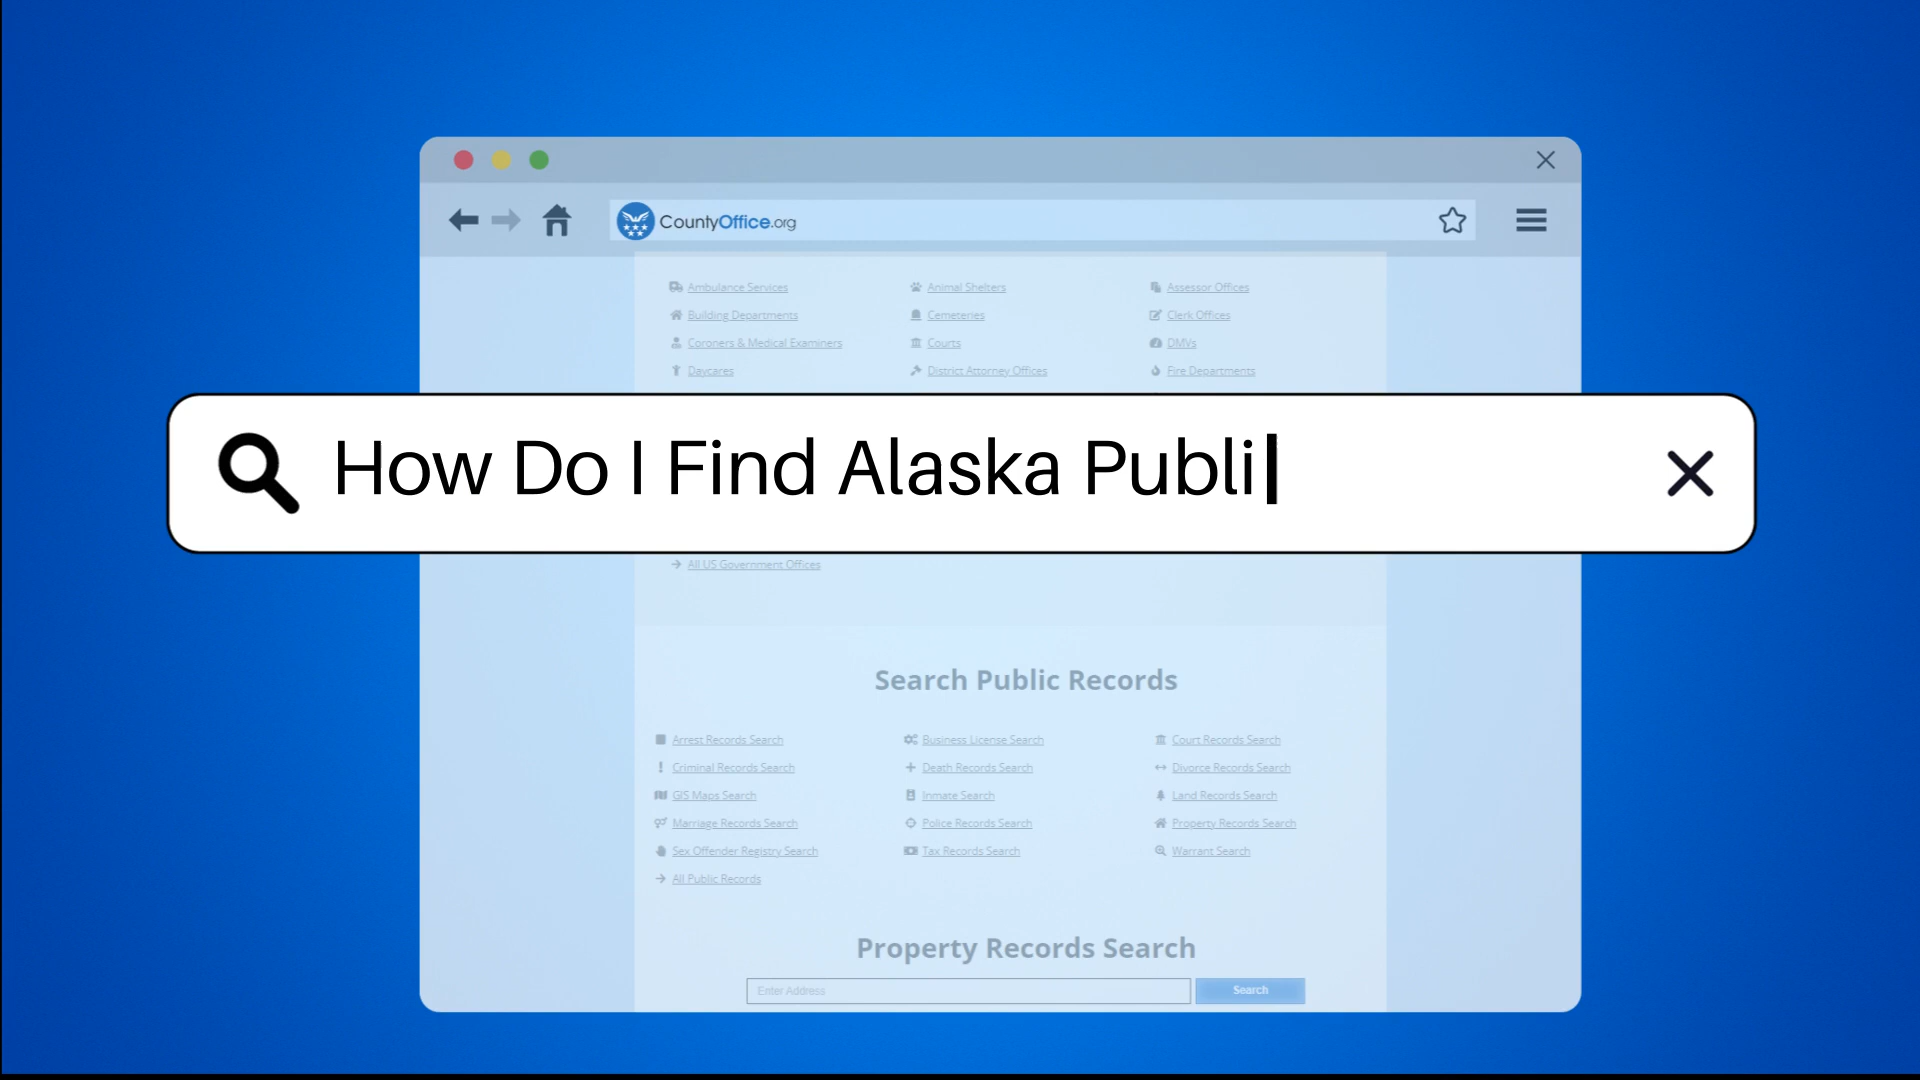 CountyOffice.org
Ambulance Services Animal Shelters Assessor Offices
Building Departments Cemeteries Clerk Offices
Coroners & Medical Examiners Courts DMVs
Daycares District Attorney Offices Fire Departments
How Do I Find Alaska Publi
All US Government Offices
Search Public Records
Arrest Records Search Business License Search Court Records Search
Criminal Records Search Death Records Search Divorce Records Search
GIS Maps Search Inmate Search Land Records Search
Marriage Records Search Police Records Search Property Records Search
Sex Offender Registry Search Tax Records Search Warrant Search
All Public Records
Property Records Search
Enter Address Search